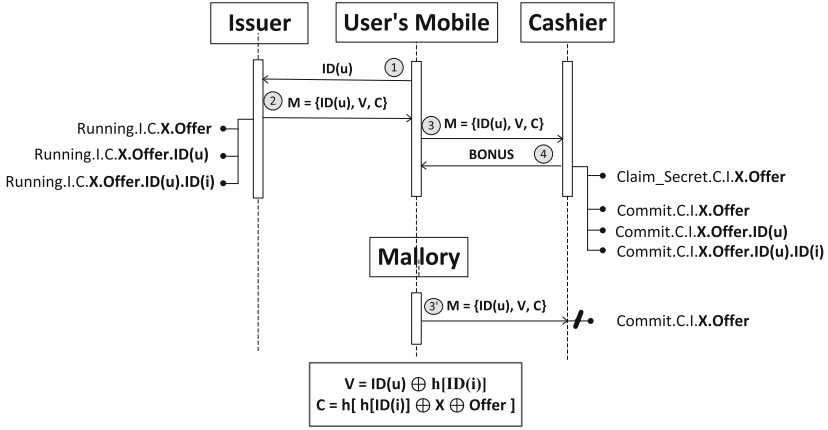 Issuer
User's Mobile
Cashier
ID(u)
1
2
M = {ID(u), V, C}
Running.I.C.X.Offer
Running.I.C.X.Offer.ID(u)
Running.I.C.X.Offer.ID(u).ID(i)
3
M = {ID(u), V, C}
BONUS
4
Claim_Secret.C.I.X.Offer
Commit.C.I.X.Offer
Commit.C.I.X.Offer.ID(u)
Commit.C.I.X.Offer.ID(u).ID(i)
Mallory
3'
M = {ID(u), V, C}
Commit.C.I.X.Offer
V = ID(u) ⊕ h[ID(i)]
C = h[ h[ID(i)] ⊕ X ⊕ Offer ]